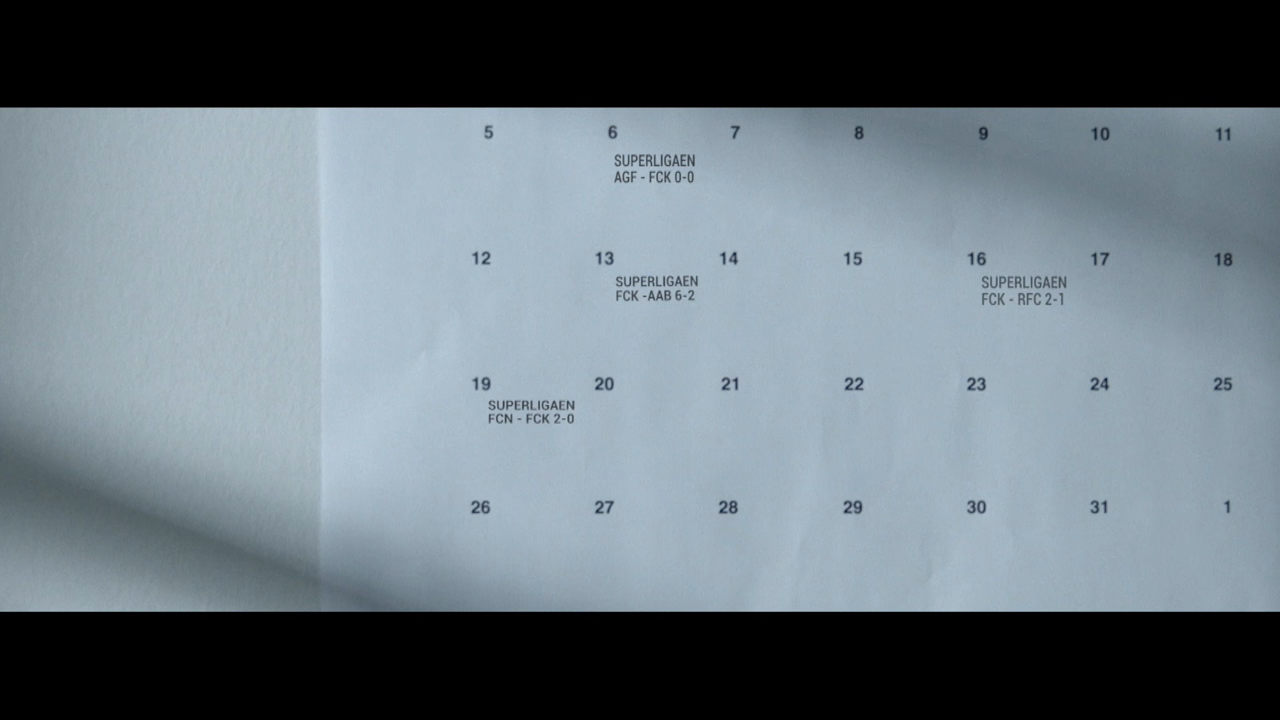 5 6 7 8 9 10 11
SUPERLIGAEN
AGF - FCK 0-0
12 13 14 15 16 17 18
SUPERLIGAEN SUPERLIGAEN
FCK -AAB 6-2 FCK - RFC 2-1
19 20 21 22 23 24 25
SUPERLIGAEN
FCN - FCK 2-0
26 27 28 29 30 31 1